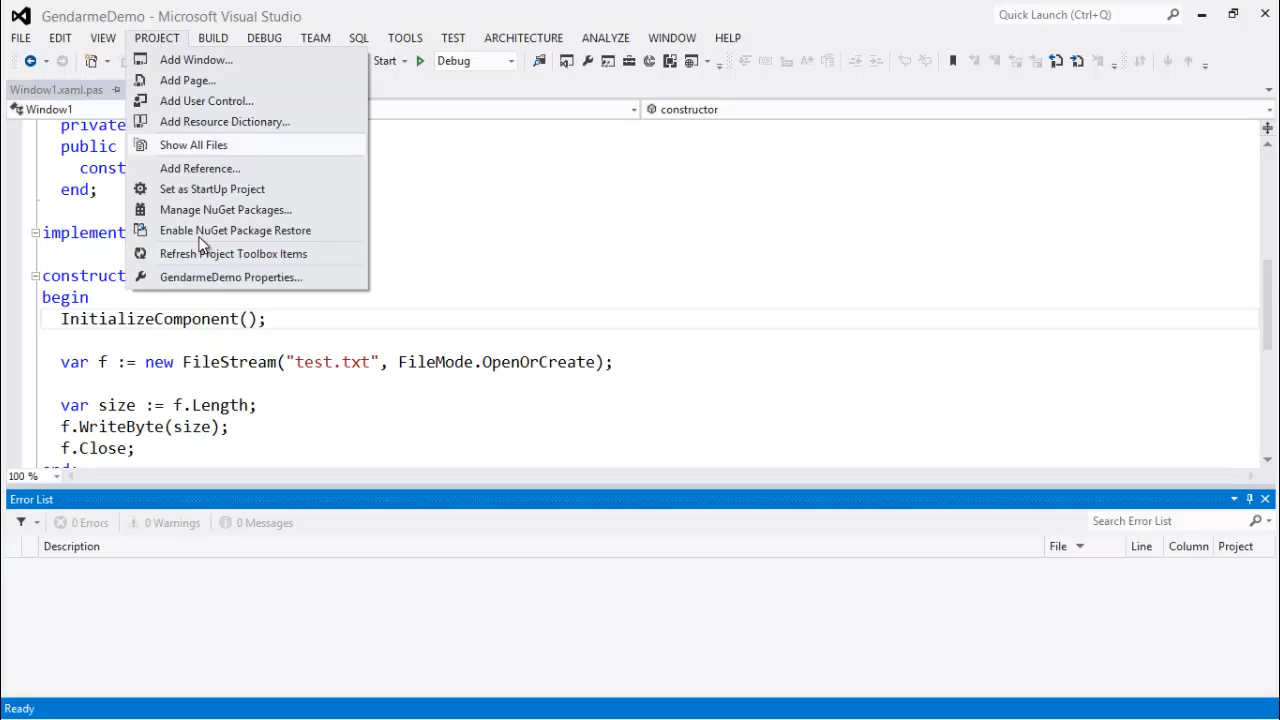 GendarmeDemo - Microsoft Visual Studio
Quick Launch (Ctrl+Q)
FILE EDIT VIEW PROJECT BUILD DEBUG TEAM SQL TOOLS TEST ARCHITECTURE ANALYZE WINDOW HELP
Start Debug
Window1.xaml.pas
Window1
constructor
Add Window...
Add Page...
Add User Control...
Add Resource Dictionary...
Show All Files
Add Reference...
Set as StartUp Project
Manage NuGet Packages...
Enable NuGet Package Restore
Refresh Project Toolbox Items
GendarmeDemo Properties...
private
public
const
end;
implement
construct
begin
InitializeComponent();
var f := new FileStream("test.txt", FileMode.OpenOrCreate);
var size := f.Length;
f.WriteByte(size);
f.Close;
end;
100 %
Error List
0 Errors 0 Warnings 0 Messages
Search Error List
Description File Line Column Project
Ready